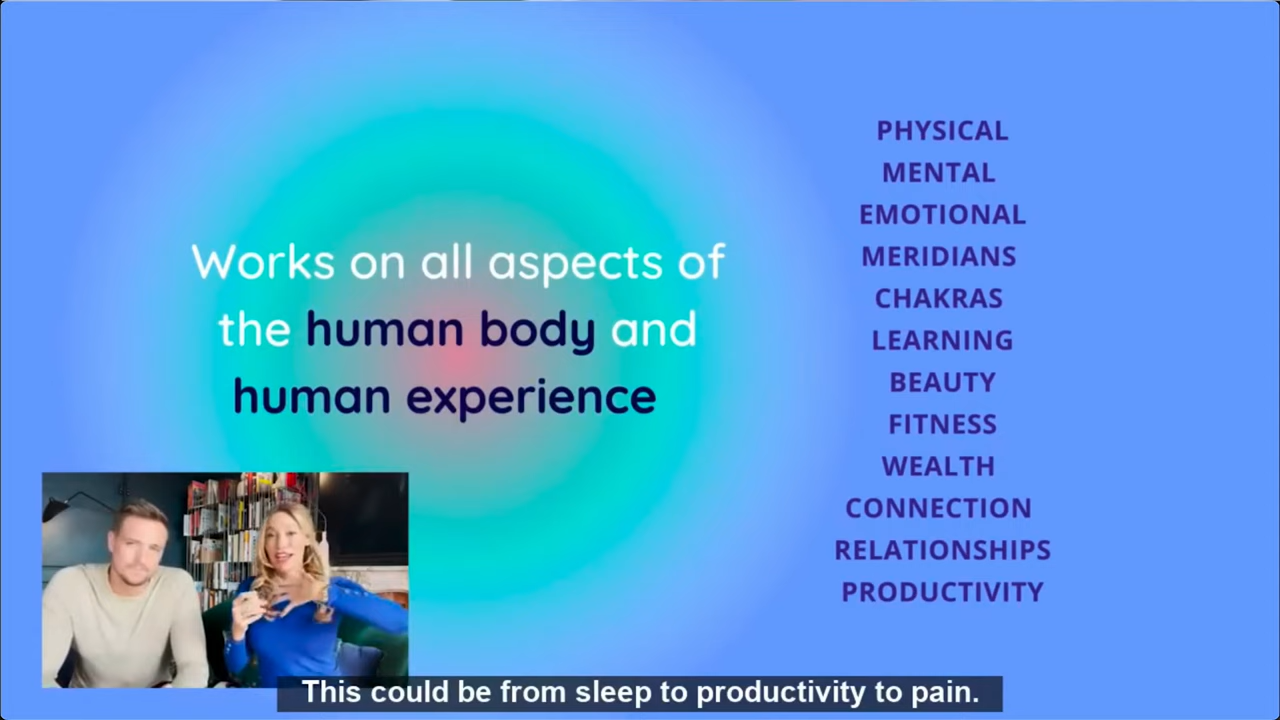 Works on all aspects of
the human body and
human experience
PHYSICAL
MENTAL
EMOTIONAL
MERIDIANS
CHAKRAS
LEARNING
BEAUTY
FITNESS
WEALTH
CONNECTION
RELATIONSHIPS
PRODUCTIVITY
This could be from sleep to productivity to pain.